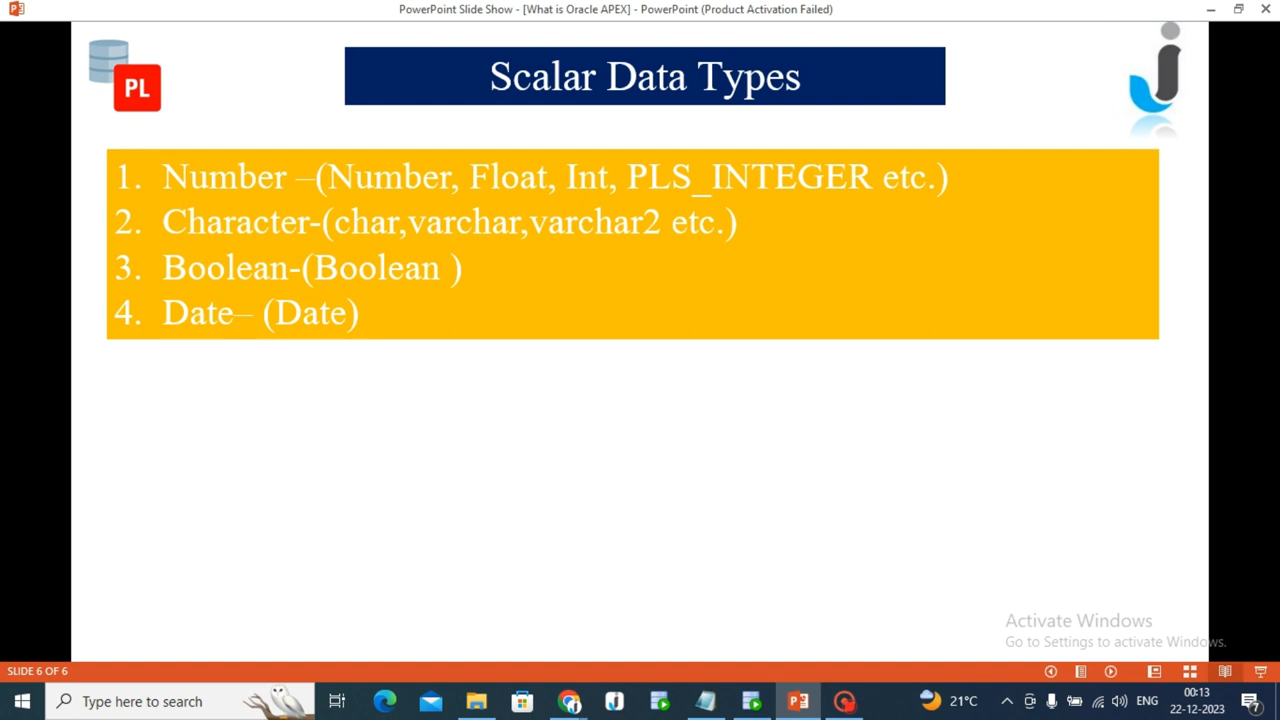 PowerPoint Slide Show - [What is Oracle APEX] - PowerPoint (Product Activation Failed)
PL
Scalar Data Types
1. Number –(Number, Float, Int, PLS_INTEGER etc.)
2. Character-(char,varchar,varchar2 etc.)
3. Boolean-(Boolean )
4. Date– (Date)
Activate Windows
Go to Settings to activate Windows.
SLIDE 6 OF 6
Type here to search
21°C
ENG
00:13
22-12-2023
7